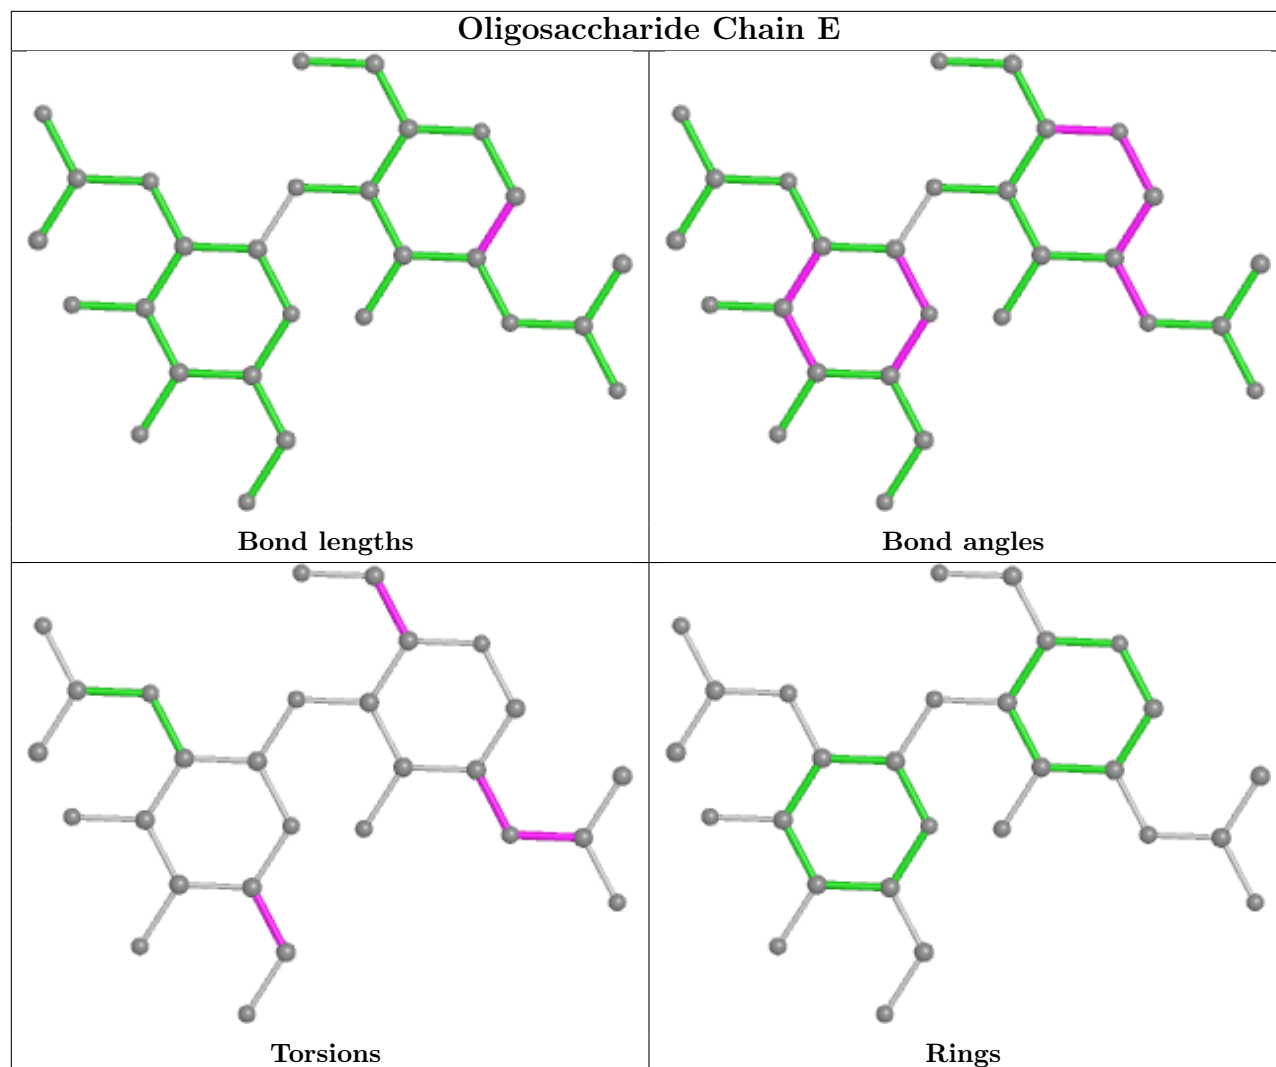 Oligosaccharide Chain E
Bond lengths
Bond angles
Torsions
Rings